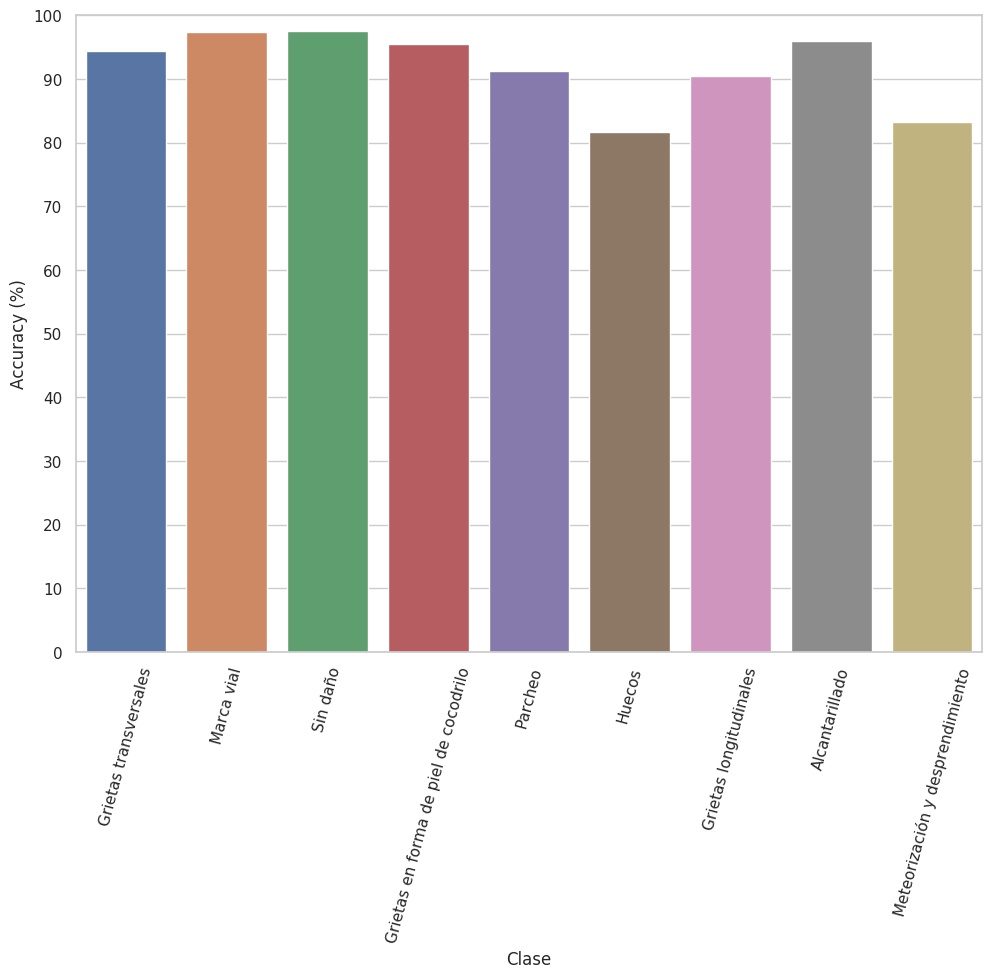 100
90
80
70
60
50
40
30
20
10
0
Accuracy (%)
Grietas transversales
Marca vial
Sin daño
Grietas en forma de piel de cocodrilo
Parcheo
Huecos
Grietas longitudinales
Alcantarillado
Meteorización y desprendimiento
Clase